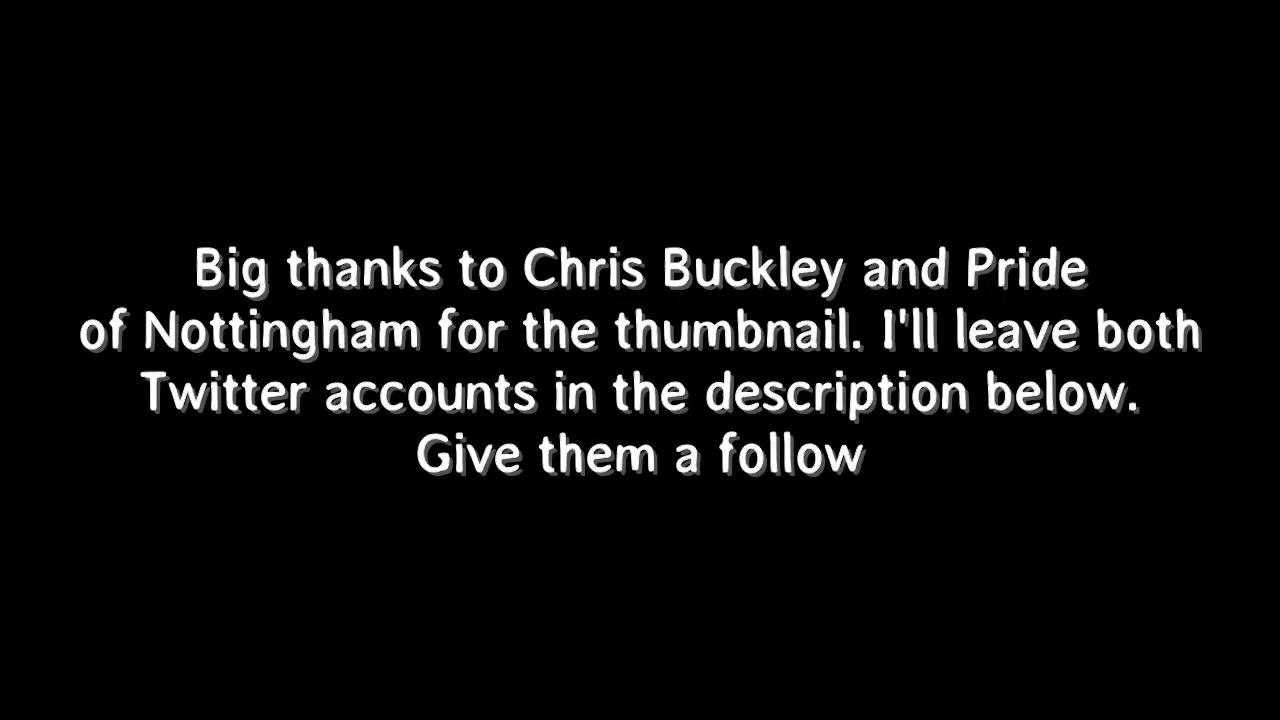 Big thanks to Chris Buckley and Pride
of Nottingham for the thumbnail. I'll leave both
Twitter accounts in the description below.
Give them a follow